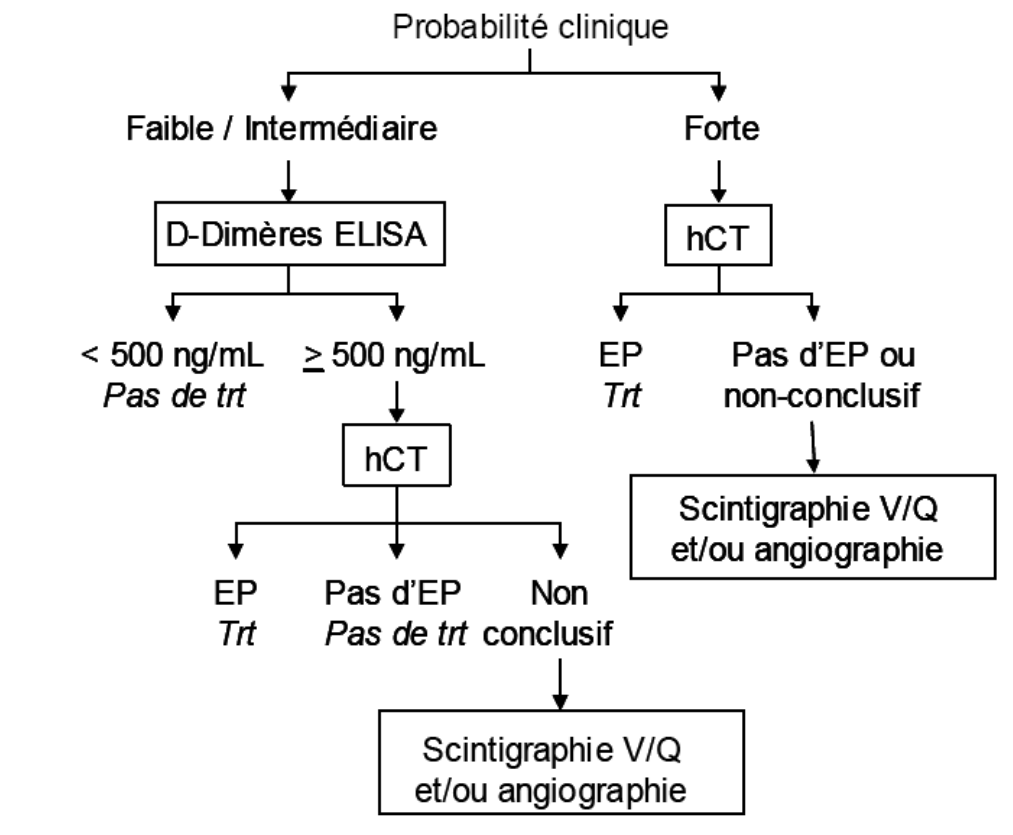 Probabilité clinique
Faible / Intermédiaire
Forte
D-Dimères ELISA
hCT
< 500 ng/mL
Pas de trt
≥ 500 ng/mL
EP
Trt
Pas d'EP ou
non-conclusif
hCT
Scintigraphie V/Q
et/ou angiographie
EP
Trt
Pas d'EP
Pas de trt
Non
conclusif
Scintigraphie V/Q
et/ou angiographie